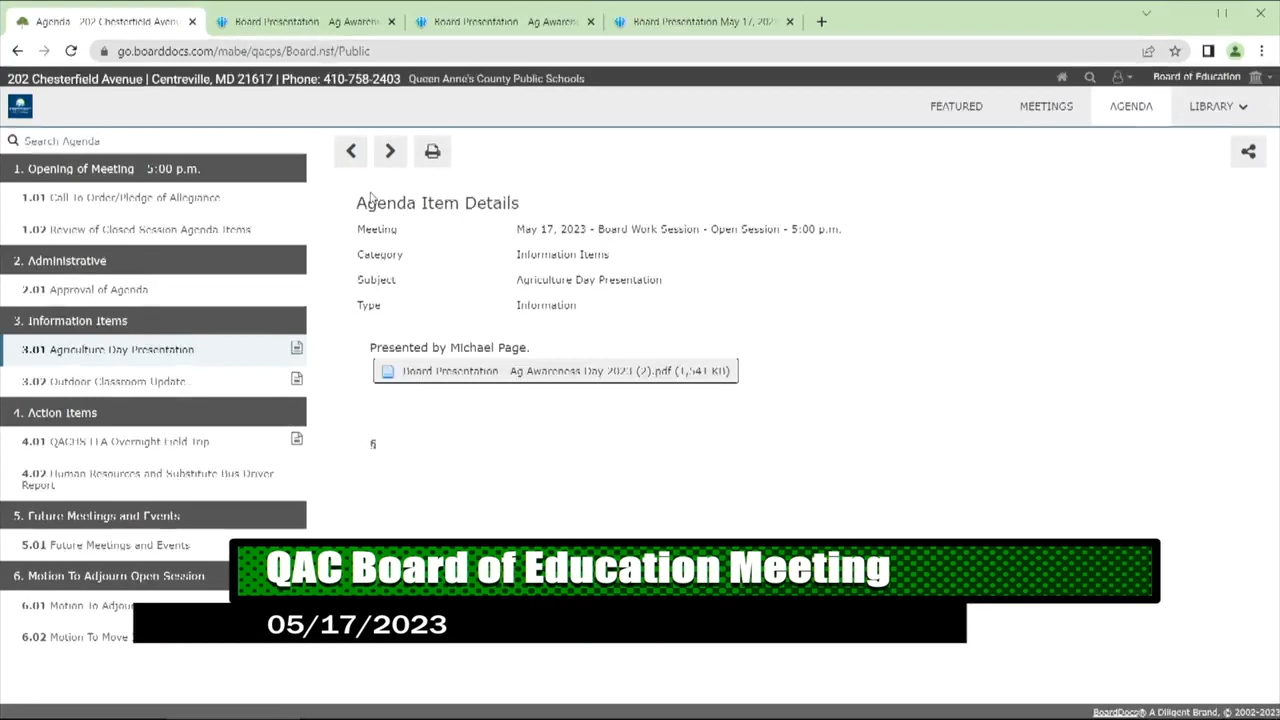 Agenda - 202 Chesterfield Avenu
Board Presentation - Ag Awaren
Board Presentation - Ag Awaren
Board Presentation May 17, 202
go.boarddocs.com/mabe/qacps/Board.nsf/Public
202 Chesterfield Avenue | Centreville, MD 21617 | Phone: 410-758-2403 Queen Anne's County Public Schools
Board of Education
FEATURED
MEETINGS
AGENDA
LIBRARY
Search Agenda
1. Opening of Meeting 5:00 p.m.
1.01 Call To Order/Pledge of Allegiance
1.02 Review of Closed Session Agenda Items
2. Administrative
2.01 Approval of Agenda
3. Information Items
3.01 Agriculture Day Presentation
3.02 Outdoor Classroom Update
4. Action Items
4.01 QACHS FFA Overnight Field Trip
4.02 Human Resources and Substitute Bus Driver
Report
5. Future Meetings and Events
5.01 Future Meetings and Events
6. Motion To Adjourn Open Session
6.01 Motion To Adjou
6.02 Motion To Move
Agenda Item Details
Meeting May 17, 2023 - Board Work Session - Open Session - 5:00 p.m.
Category Information Items
Subject Agriculture Day Presentation
Type Information
Presented by Michael Page.
Board Presentation Ag Awareness Day 2023 (2).pdf (1,541 KB)
§
QAC Board of Education Meeting
05/17/2023
BoardDocs® A Diligent Brand, © 2002-2023